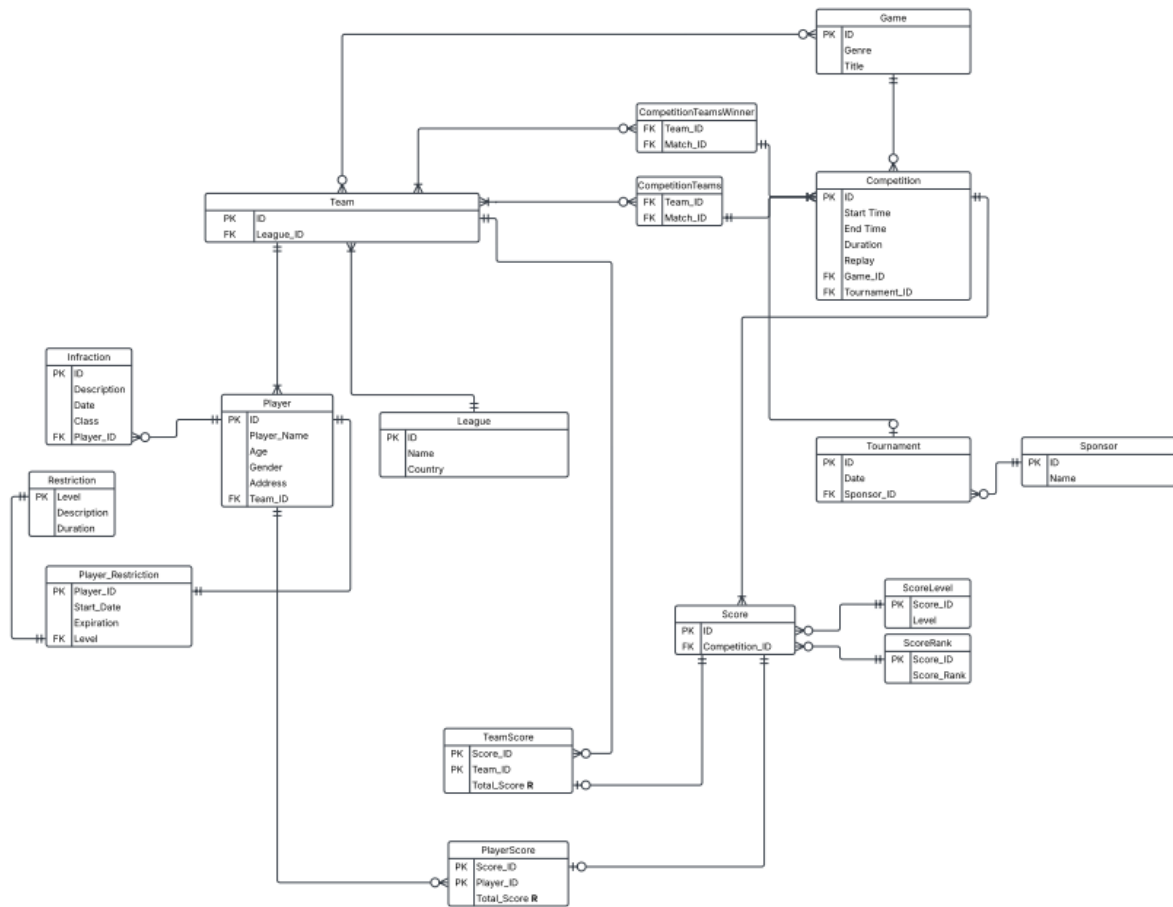 Game
PK ID
Genre
Title
CompetitionTeamsWinner
FK Team_ID
FK Match_ID
Competition
PK ID
Start Time
End Time
Duration
Replay
FK Game_ID
FK Tournament_ID
CompetitionTeams
FK Team_ID
FK Match_ID
Team
PK ID
FK League_ID
Infraction
PK ID
Description
Date
Class
FK Player_ID
Player
PK ID
Player_Name
Age
Gender
Address
FK Team_ID
League
PK ID
Name
Country
Tournament
PK ID
Date
FK Sponsor_ID
Sponsor
PK ID
Name
Restriction
PK Level
Description
Duration
Player_Restriction
PK Player_ID
Start_Date
Expiration
FK Level
Score
PK ID
FK Competition_ID
ScoreLevel
PK Score_ID
Level
ScoreRank
PK Score_ID
Score_Rank
TeamScore
PK Score_ID
PK Team_ID
Total_Score R
PlayerScore
PK Score_ID
PK Player_ID
Total_Score R